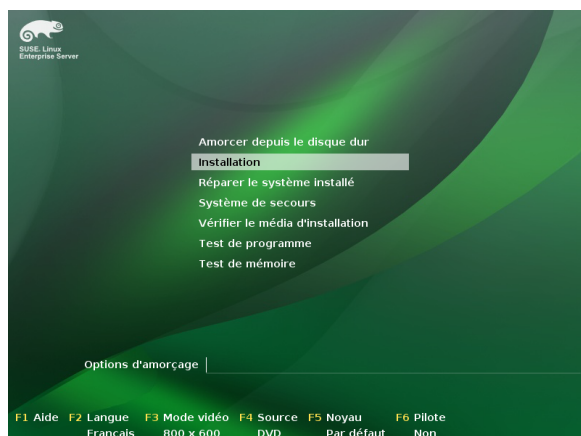 SUSE. Linux
Enterprise Server
Amorcer depuis le disque dur
Installation
Réparer le système installé
Système de secours
Vérifier le média d'installation
Test de programme
Test de mémoire
Options d'amorçage
F1 Aide F2 Langue F3 Mode vidéo F4 Source F5 Noyau F6 Pilote
Français 800 x 600 DVD Par défaut Non